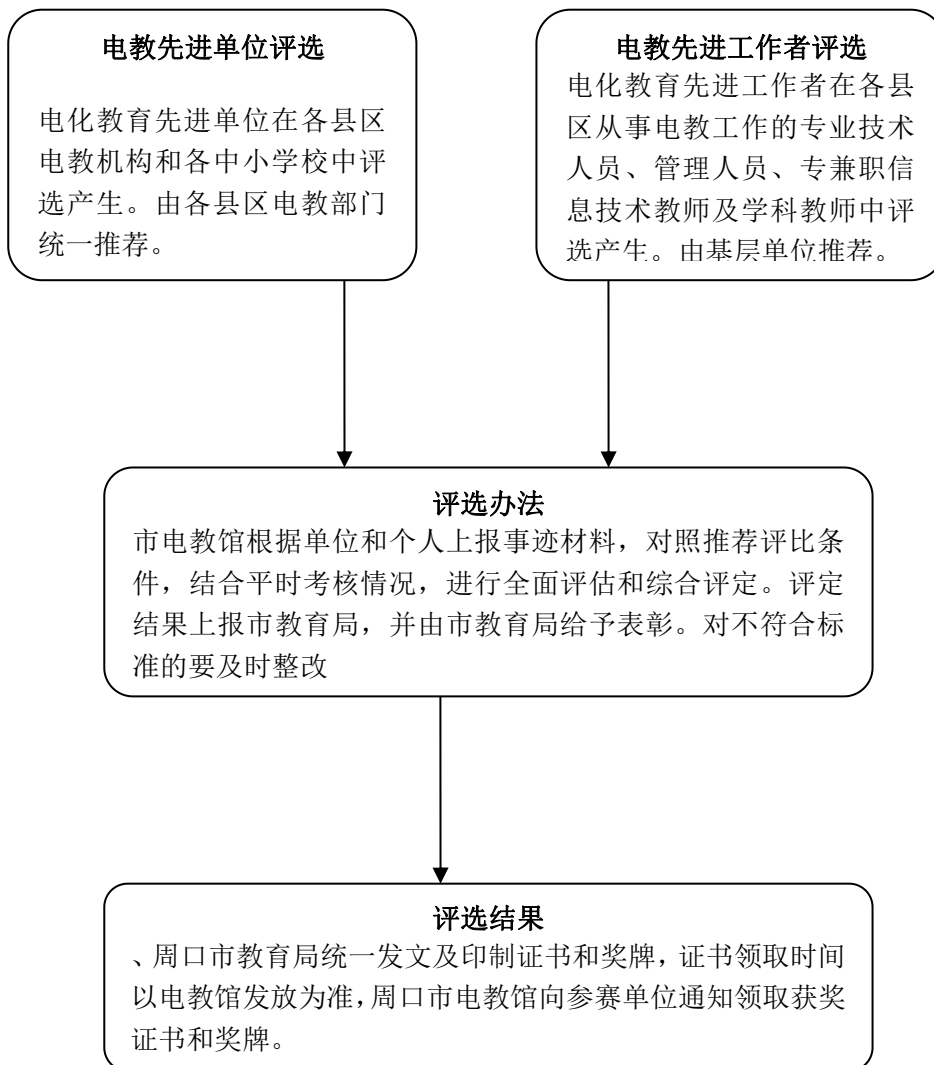 电教先进单位评选
电化教育先进单位在各县区
电教机构和各中小学校中评
选产生。由各县区电教部门
统一推荐。
电教先进工作者评选
电化教育先进工作者在各县
区从事电教工作的专业技术
人员、管理人员、专兼职信
息技术教师及学科教师中评
选产生。由基层单位推荐。
评选办法
市电教馆根据单位和个人上报事迹材料，对照推荐评比条
件，结合平时考核情况，进行全面评估和综合评定。评定
结果上报市教育局，并由市教育局给予表彰。对不符合标
准的要及时整改
评选结果
、周口市教育局统一发文及印制证书和奖牌，证书领取时间
以电教馆发放为准，周口市电教馆向参赛单位通知领取获奖
证书和奖牌。